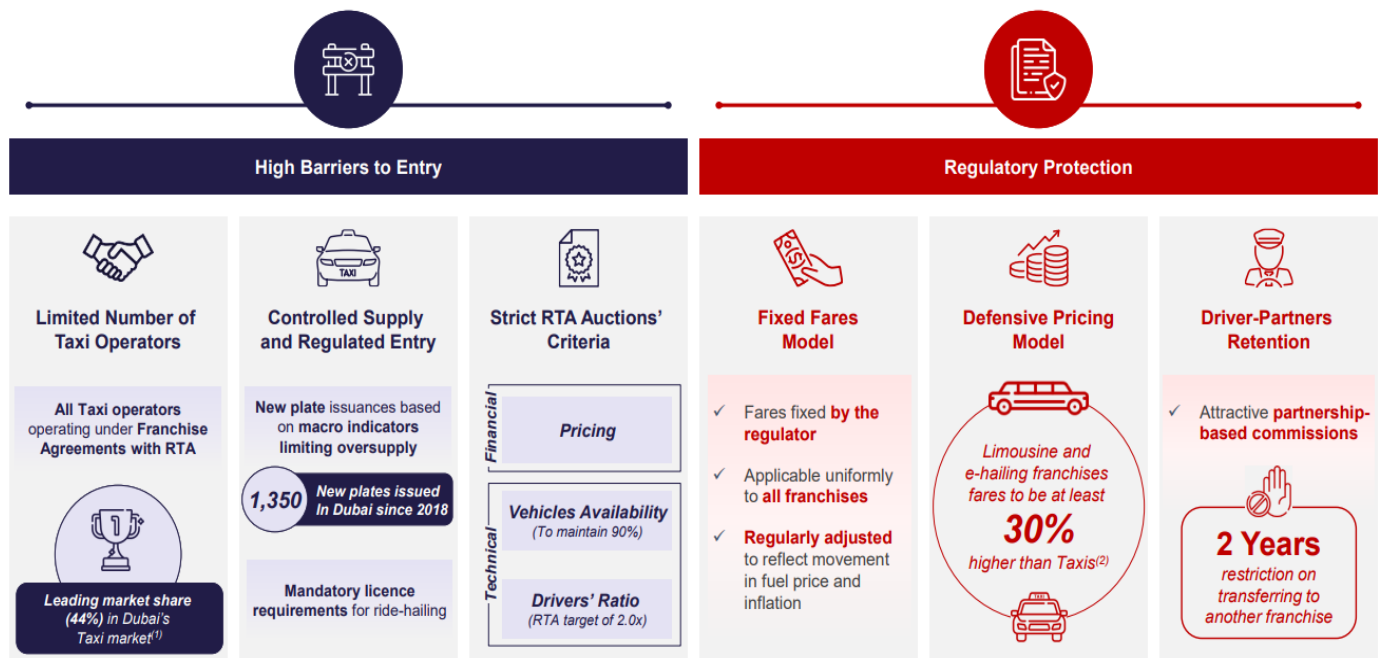 High Barriers to Entry
Regulatory Protection
Limited Number of
Taxi Operators
All Taxi operators
operating under Franchise
Agreements with RTA
1
Leading market share
(44%) in Dubai's
Taxi market(1)
TAXI
Controlled Supply
and Regulated Entry
New plate issuances based
on macro indicators
limiting oversupply
1,350
New plates issued
In Dubai since 2018
Mandatory licence
requirements for ride-hailing
Strict RTA Auctions'
Criteria
Financial
Pricing
Technical
Vehicles Availability
(To maintain 90%)
Drivers' Ratio
(RTA target of 2.0x)
Fixed Fares
Model
✓ Fares fixed by the
regulator
✓ Applicable uniformly
to all franchises
✓ Regularly adjusted
to reflect movement
in fuel price and
inflation
Defensive Pricing
Model
Limousine and
e-hailing franchises
fares to be at least
30%
higher than Taxis(2)
TAXI
Driver-Partners
Retention
✓ Attractive partnership-
based commissions
2 Years
restriction on
transferring to
another franchise